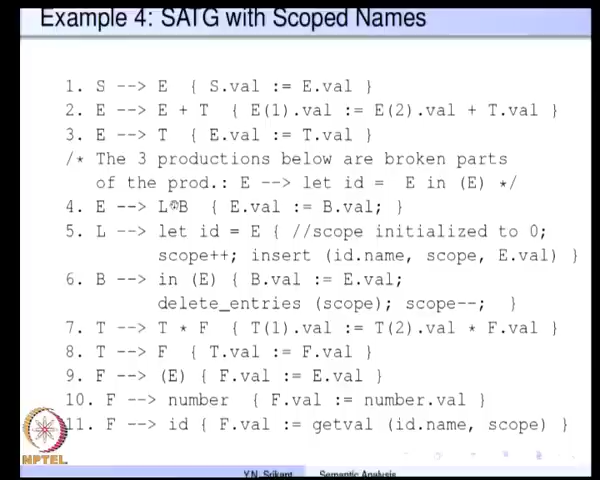 Example 4: SATG with Scoped Names
1. S --> E { S.val := E.val }
2. E --> E + T { E(1).val := E(2).val + T.val }
3. E --> T { E.val := T.val }
/* The 3 productions below are broken parts
of the prod.: E --> let id = E in (E) */
4. E --> L B { E.val := B.val; }
5. L --> let id = E { //scope initialized to 0;
scope++; insert (id.name, scope, E.val) }
6. B --> in (E) { B.val := E.val;
delete_entries (scope); scope--; }
7. T --> T * F { T(1).val := T(2).val * F.val }
8. T --> F { T.val := F.val }
9. F --> (E) { F.val := E.val }
10. F --> number { F.val := number.val }
11. F --> id { F.val := getval (id.name, scope) }
NPTEL
Y.N. Srikant Semantic Analysis